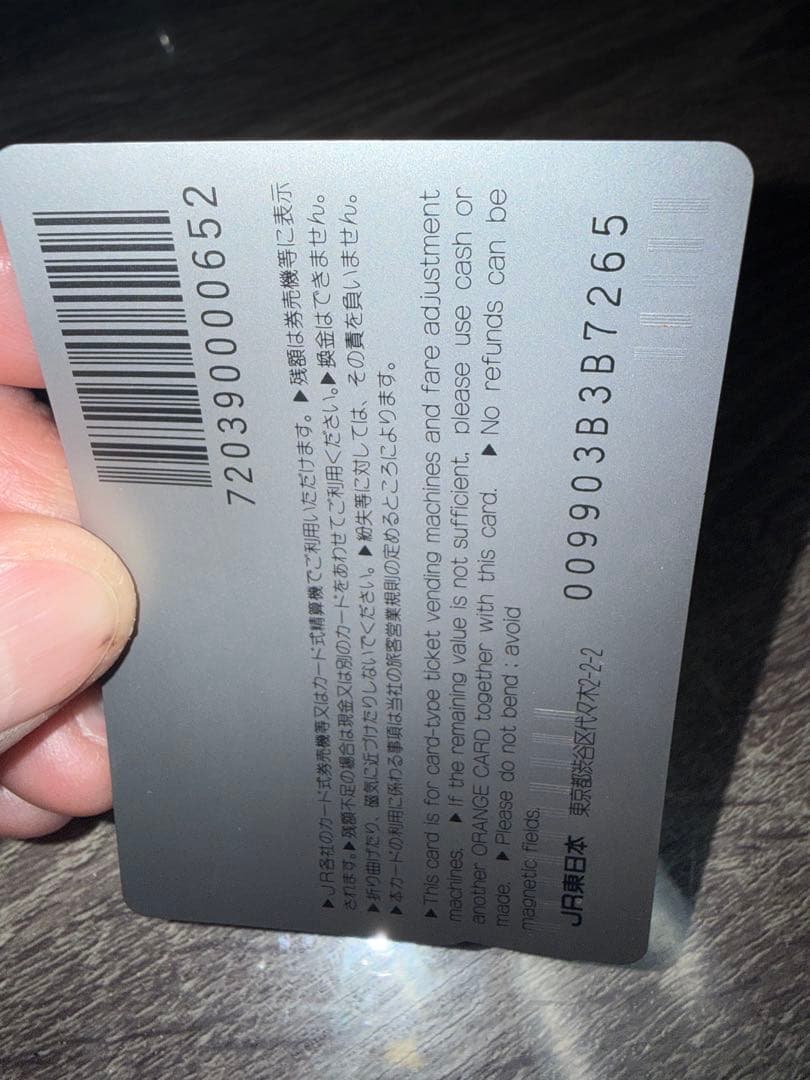 720390000652
▶JR各社のカード式券売機等又はカード式精算機でご利用いただけます。▶残額は券売機等に表示
されます。▶残額不足の場合は現金又は別のカードをあわせてご利用ください。▶換金はできません。
▶折り曲げたり、磁気に近づけたりしないでください。▶紛失等に対しては、その責を負いません。
▶本カードの利用に係わる事項は当社の旅客営業規則の定めるところによります。
▶This card is for card-type ticket vending machines and fare adjustment
machines. ▶If the remaining value is not sufficient, please use cash or
another ORANGE CARD together with this card. ▶No refunds can be
made. ▶Please do not bend ; avoid
magnetic fields.
009903B3B7265
JR東日本 東京都渋谷区代々木2-2-2